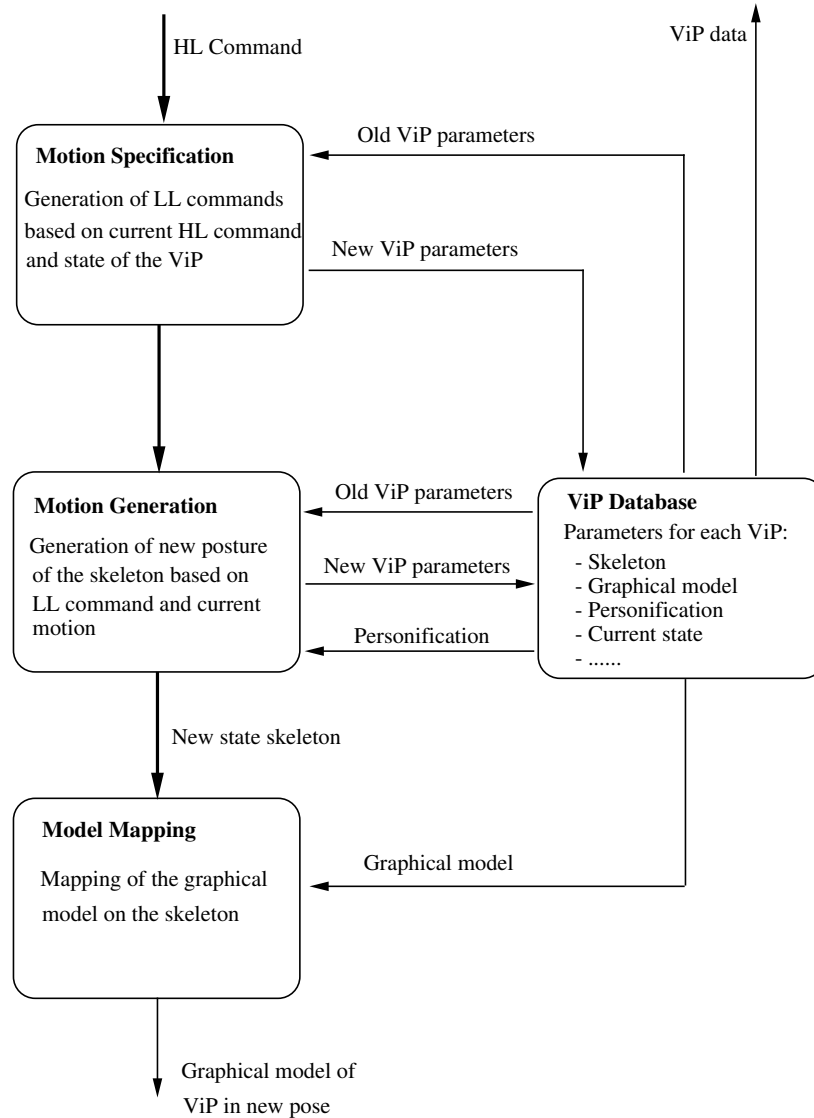 HL Command
ViP data
Motion Specification
Generation of LL commands
based on current HL command
and state of the ViP
Old ViP parameters
New ViP parameters
Motion Generation
Generation of new posture
of the skeleton based on
LL command and current
motion
Old ViP parameters
New ViP parameters
Personification
ViP Database
Parameters for each ViP:
- Skeleton
- Graphical model
- Personification
- Current state
- ......
New state skeleton
Model Mapping
Mapping of the graphical
model on the skeleton
Graphical model
Graphical model of
ViP in new pose